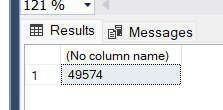 121 %
Results Messages
(No column name)
1 49574